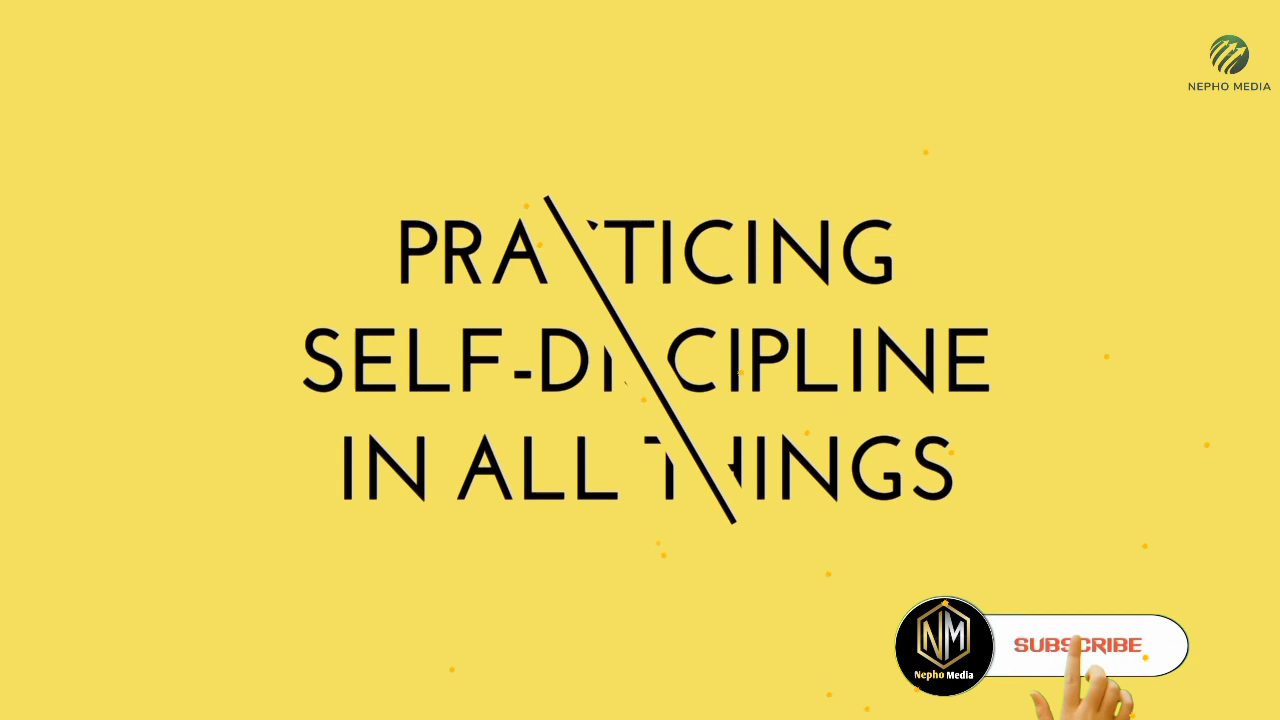 NEPHO MEDIA
PRACTICING
SELF-DISCIPLINE
IN ALL THINGS
NM
Nepho Media
SUBSCRIBE